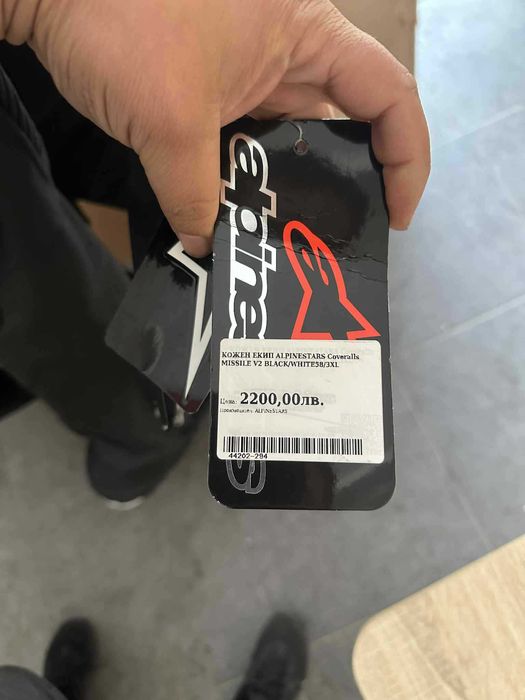 alpinestars
КОЖЕН ЕКИП ALPINESTARS Coveralls
MISSILE V2 BLACK/WHITE58/3XL
Цена: 2200,00лв.
Производител: ALPINESTARS
44202-284